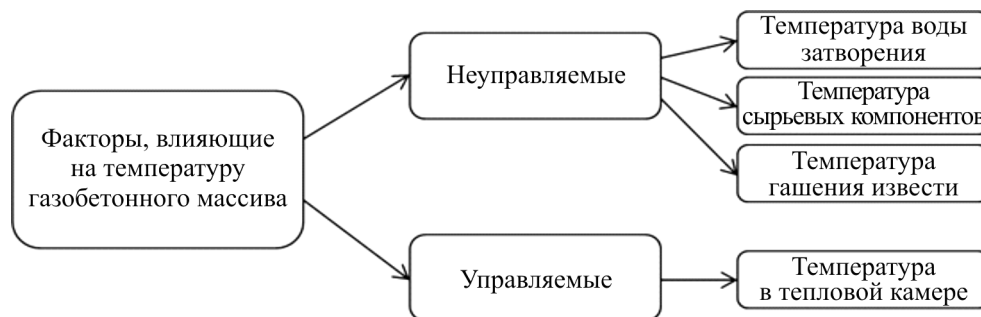 Факторы, влияющие
на температуру
газобетонного массива
Неуправляемые
Температура воды
затворения
Температура
сырьевых компонентов
Температура
гашения извести
Управляемые
Температура
в тепловой камере